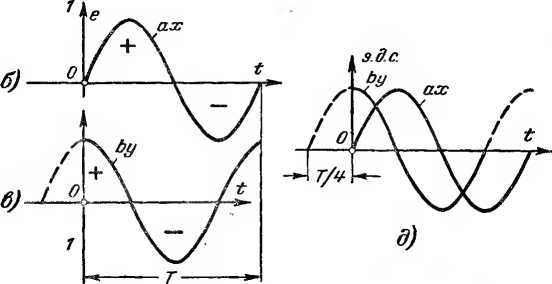 1 e ax
+
б) 0 t
−
by
+
в) 0 t
−
1
T
э.д.с.
by ax
0 t
T/4
д)